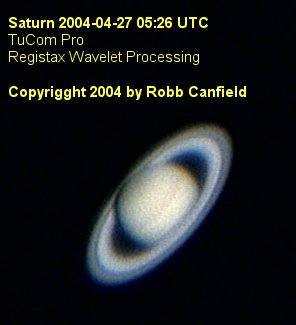 Saturn 2004-04-27 05:26 UTC
TuCom Pro
Registax Wavelet Processing
Copyrigght 2004 by Robb Canfield